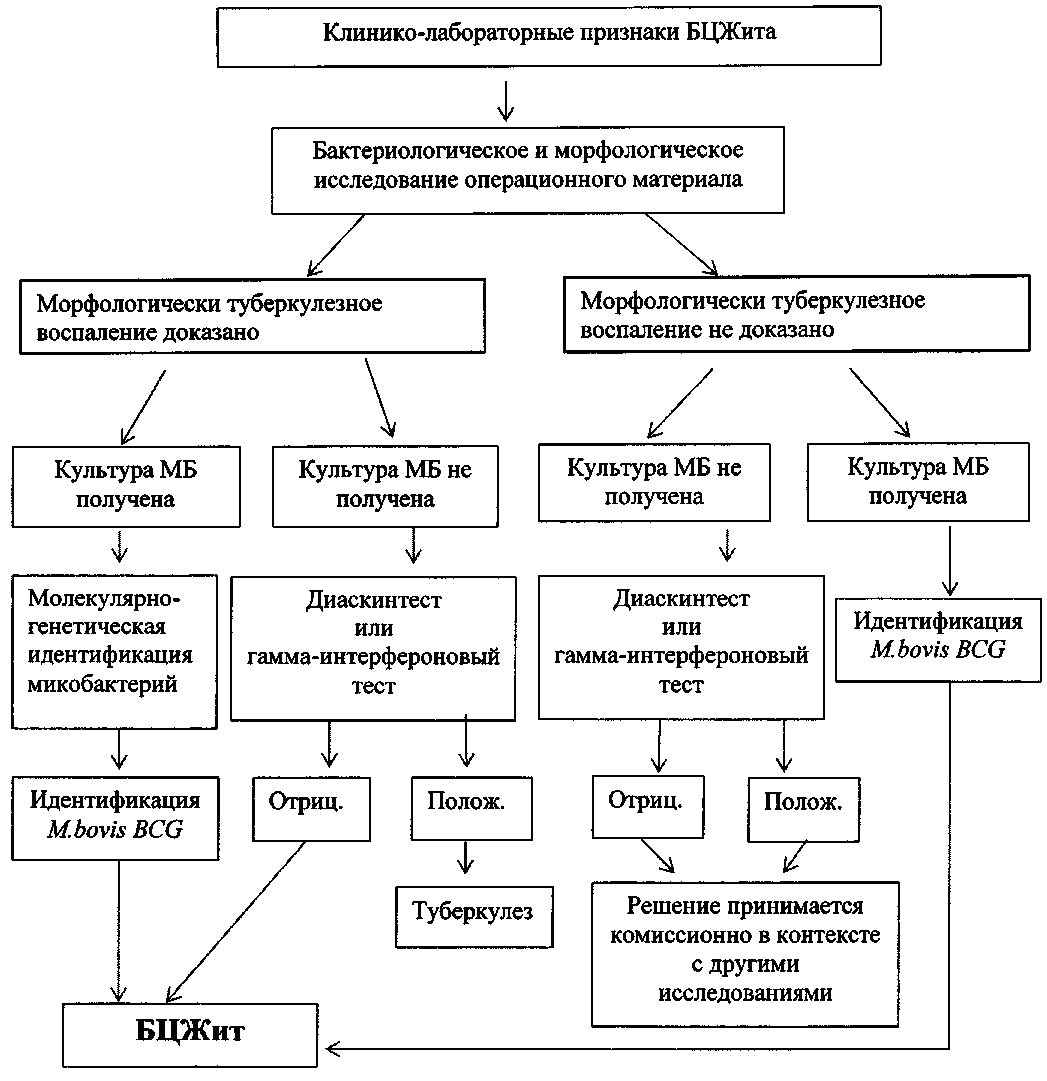 Клинико-лабораторные признаки БЦЖита
Бактериологическое и морфологическое
исследование операционного материала
Морфологически туберкулезное
воспаление доказано
Морфологически туберкулезное
воспаление не доказано
Культура МБ
получена
Культура МБ не
получена
Культура МБ не
получена
Культура МБ
получена
Молекулярно-
генетическая
идентификация
микобактерий
Диаскинтест
или
гамма-интерфероновый
тест
Диаскинтест
или
гамма-интерфероновый
тест
Идентификация
M.bovis BCG
Идентификация
M.bovis BCG
Отриц.
Полож.
Отриц.
Полож.
Туберкулез
Решение принимается
комиссионно в контексте
с другими
исследованиями
БЦЖит